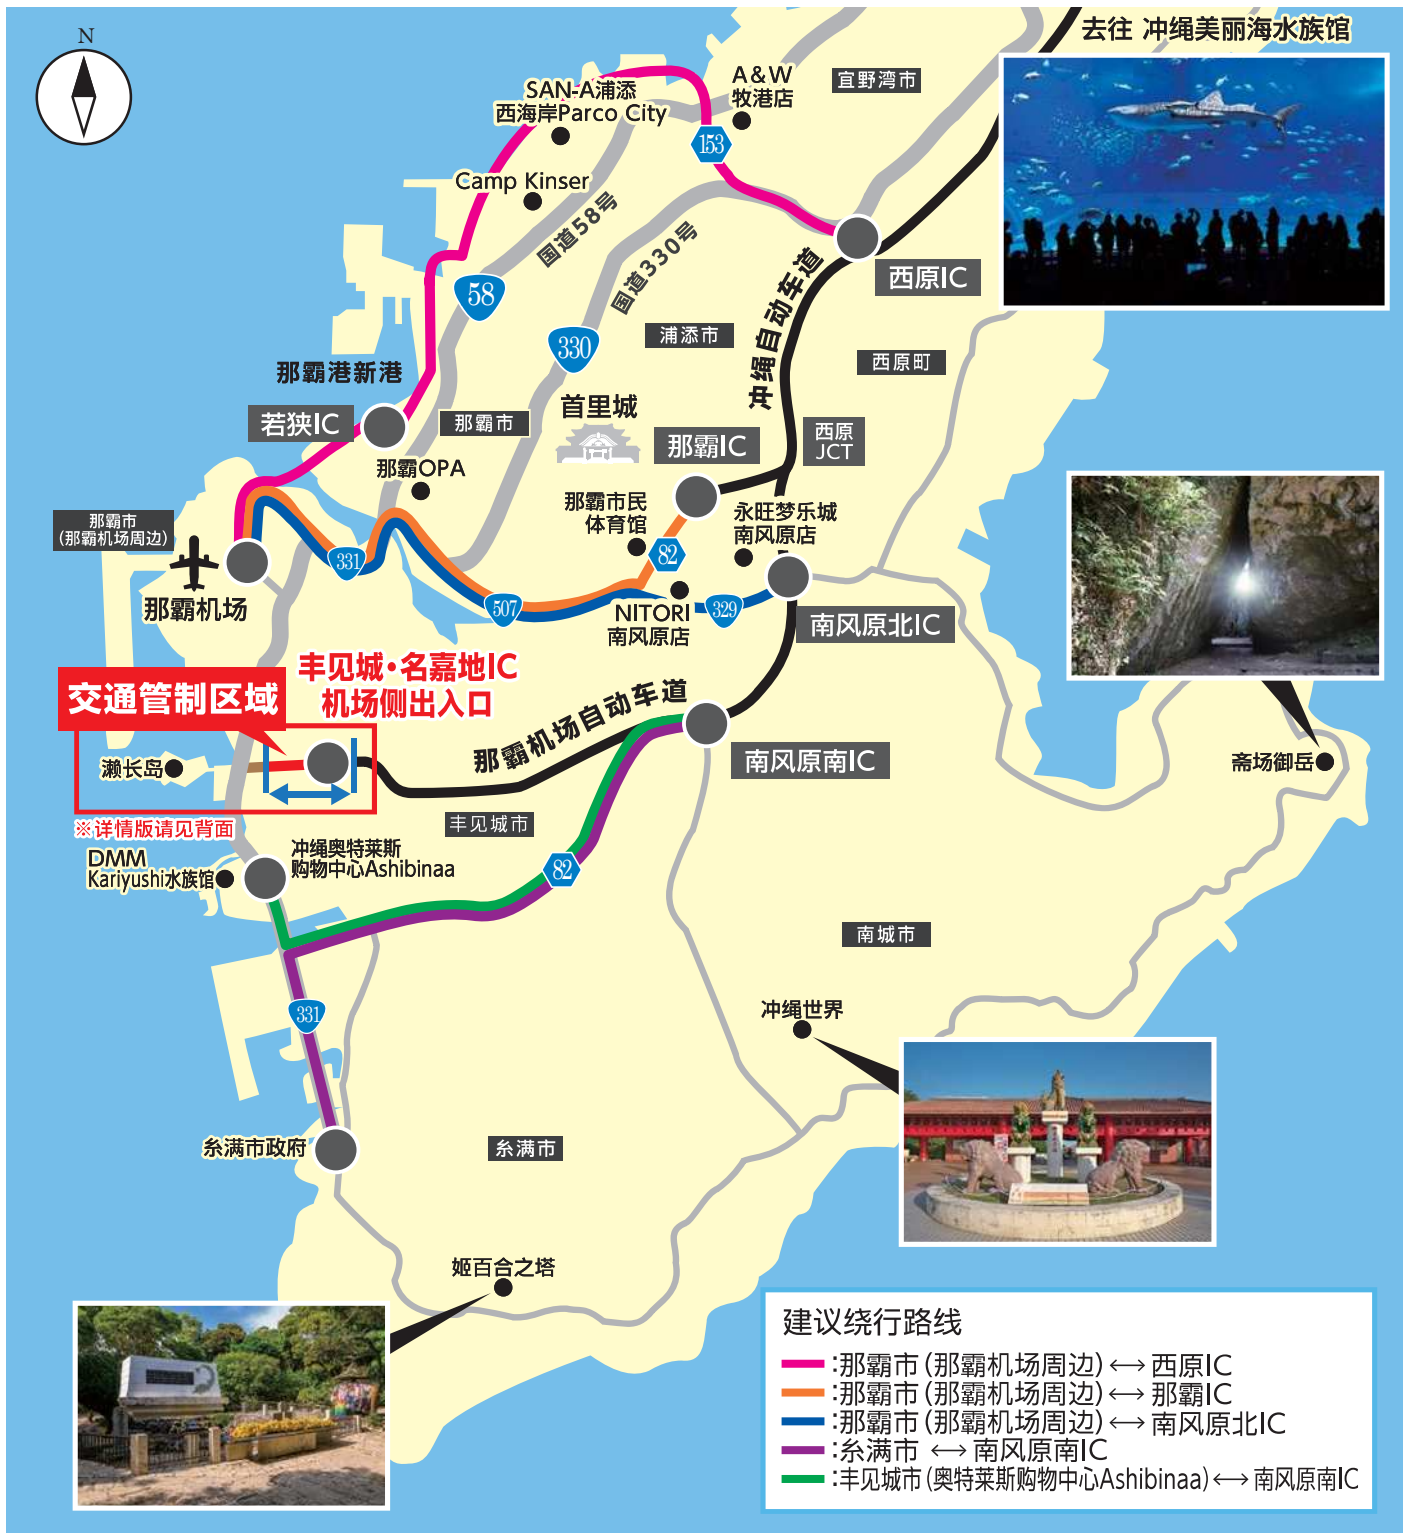 N
去往 冲绳美丽海水族馆
A&W
牧港店
宜野湾市
SAN-A浦添
西海岸Parco City
153
Camp Kinser
国道58号
国道330号
58
西原IC
冲绳自动车道
330
浦添市
西原町
那霸港新港
首里城
若狭IC
那霸市
那霸IC
西原
JCT
那霸OPA
那霸市民
体育馆
永旺梦乐城
南风原店
那霸市
(那霸机场周边)
331
82
那霸机场
507
NITORI
南风原店
329
南风原北IC
丰见城·名嘉地IC
机场侧出入口
交通管制区域
那霸机场自动车道
南风原南IC
濑长岛
斋场御岳
※详情版请见背面
丰见城市
DMM
Kariyushi水族馆
冲绳奥特莱斯
购物中心Ashibinaa
82
南城市
331
冲绳世界
糸满市政府
糸满市
姬百合之塔
建议绕行路线
:那霸市(那霸机场周边)⟷西原IC
:那霸市(那霸机场周边)⟷那霸IC
:那霸市(那霸机场周边)⟷南风原北IC
:糸满市 ⟷南风原南IC
:丰见城市(奥特莱斯购物中心Ashibinaa)⟷南风原南IC